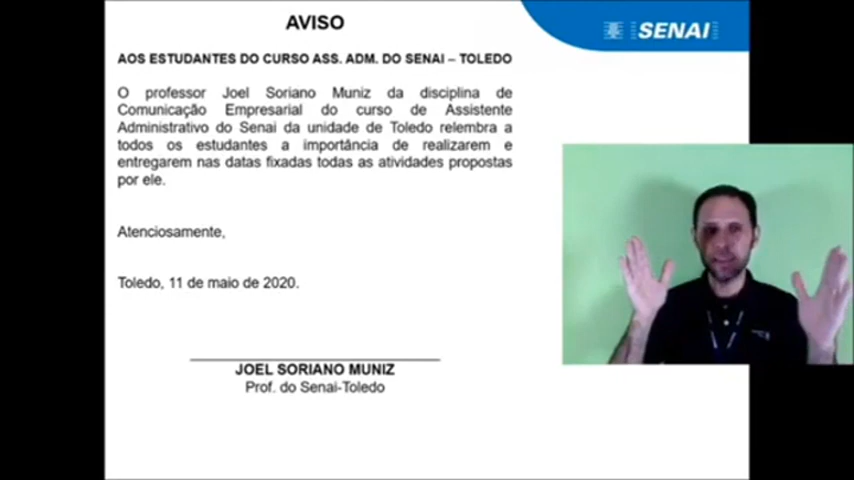 AVISO
SENAI
AOS ESTUDANTES DO CURSO ASS. ADM. DO SENAI – TOLEDO
O professor Joel Soriano Muniz da disciplina de
Comunicação Empresarial do curso de Assistente
Administrativo do Senai da unidade de Toledo relembra a
todos os estudantes a importância de realizarem e
entregarem nas datas fixadas todas as atividades propostas
por ele.
Atenciosamente,
Toledo, 11 de maio de 2020.
JOEL SORIANO MUNIZ
Prof. do Senai-Toledo